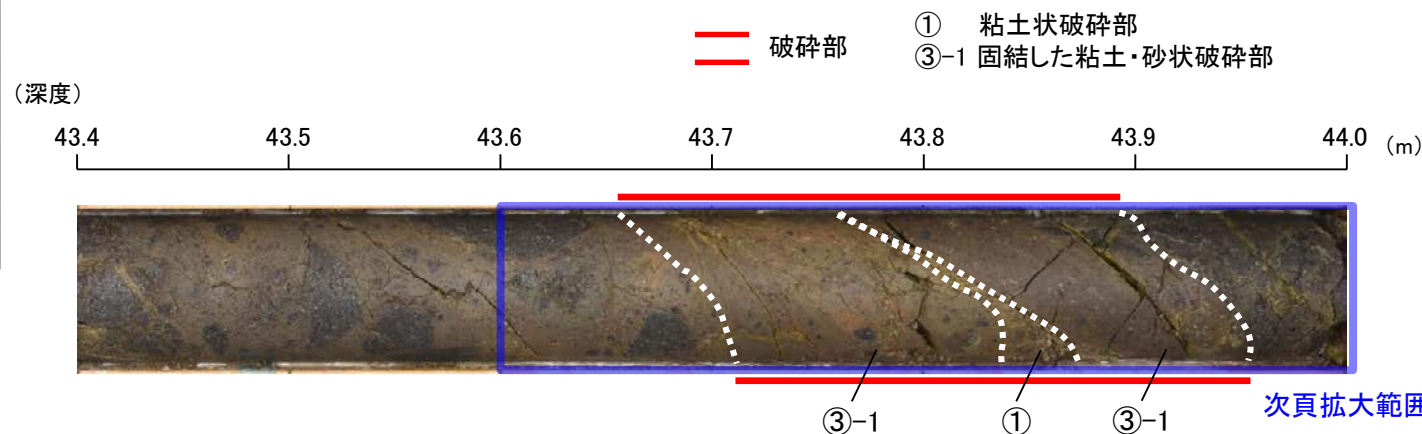 破砕部
① 粘土状破砕部
③-1 固結した粘土・砂状破砕部
(深度)
43.4 43.5 43.6 43.7 43.8 43.9 44.0 (m)
③-1 ① ③-1
次頁拡大範囲